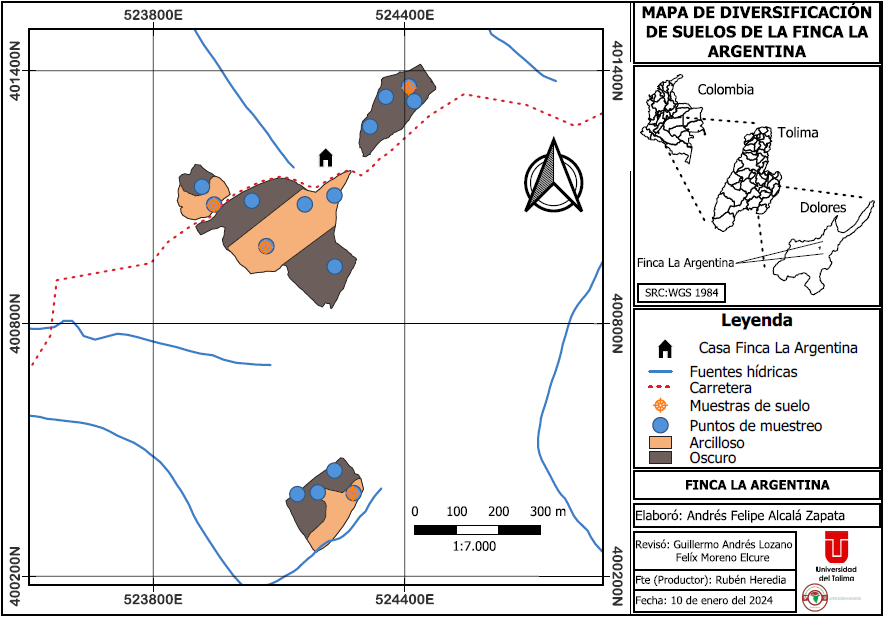 523800E
524400E
401400N
401400N
400800N
400800N
400200N
400200N
523800E
524400E
0 100 200 300 m
1:7.000
MAPA DE DIVERSIFICACIÓN
DE SUELOS DE LA FINCA LA
ARGENTINA
Colombia
Tolima
Dolores
Finca La Argentina
SRC:WGS 1984
Leyenda
Casa Finca La Argentina
Fuentes hídricas
Carretera
Muestras de suelo
Puntos de muestreo
Arcilloso
Oscuro
FINCA LA ARGENTINA
Elaboró: Andrés Felipe Alcalá Zapata
Revisó: Guillermo Andrés Lozano
Felíx Moreno Elcure
Fte (Productor): Rubén Heredia
Fecha: 10 de enero del 2024
Universidad
del Tolima